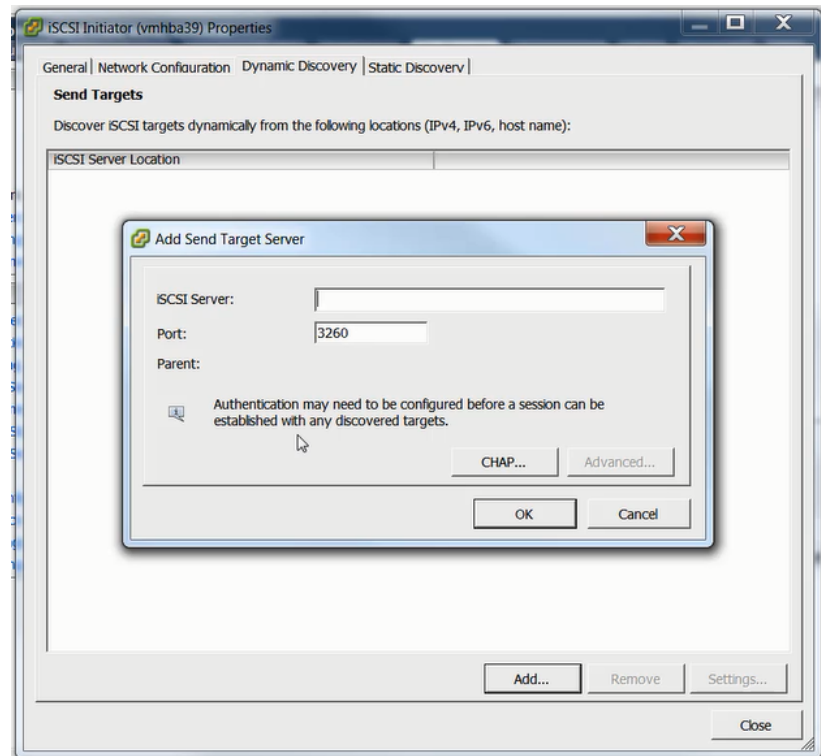 iSCSI Initiator (vmhba39) Properties
General
Network Configuration
Dynamic Discovery
Static Discovery
Send Targets
Discover iSCSI targets dynamically from the following locations (IPv4, IPv6, host name):
iSCSI Server Location
Add Send Target Server
iSCSI Server:
Port:
3260
Parent:
Authentication may need to be configured before a session can be
established with any discovered targets.
CHAP...
Advanced...
OK
Cancel
Add...
Remove
Settings...
Close